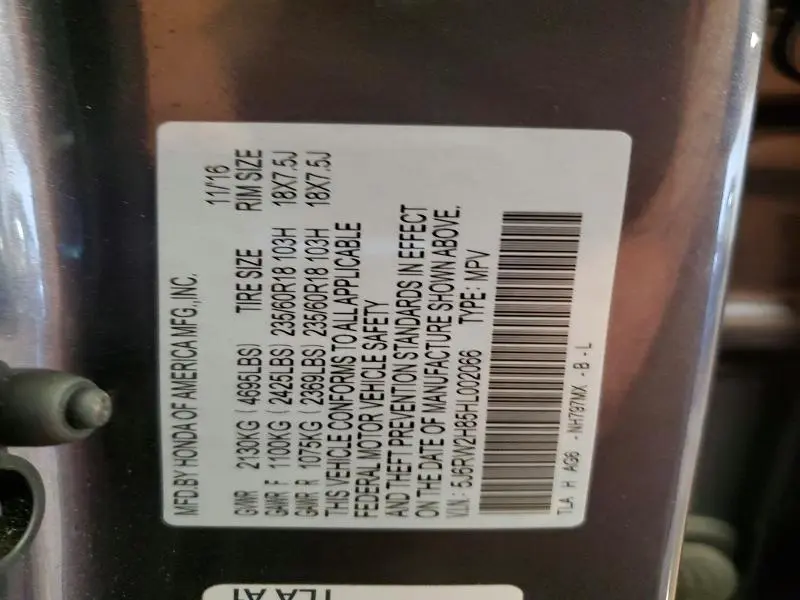 MFD.BY HONDA OF AMERICA MFG.,INC. 11/16
GVWR 2130KG ( 4695LBS) TIRE SIZE RIM SIZE
GAWR F 1100KG ( 2425LBS) 235/60R18 103H 18X7.5J
GAWR R 1075KG ( 2369LBS) 235/60R18 103H 18X7.5J
THIS VEHICLE CONFORMS TO ALL APPLICABLE
FEDERAL MOTOR VEHICLE SAFETY
AND THEFT PREVENTION STANDARDS IN EFFECT
ON THE DATE OF MANUFACTURE SHOWN ABOVE.
V.I.N.: 5J6RW2H85HL002066 TYPE: MPV
TLA H AG6 -NH797MX -B -L
TLA A1